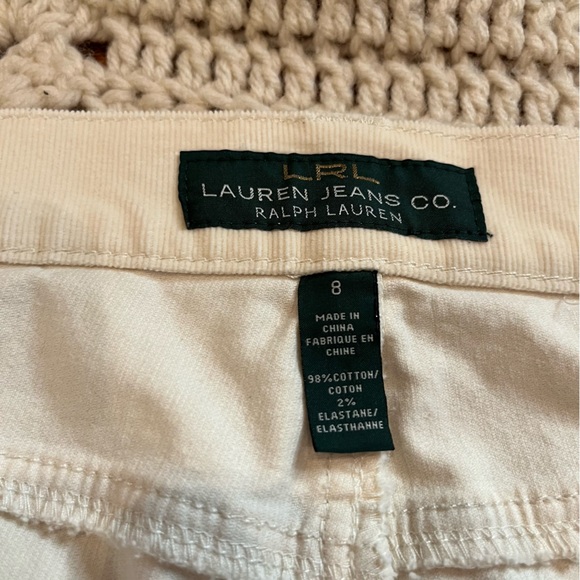 LRL
LAUREN JEANS CO.
RALPH LAUREN
8
MADE IN
CHINA
FABRIQUE EN
CHINE
98%COTTON/
COTON
2%
ELASTANE/
ELASTHANNE